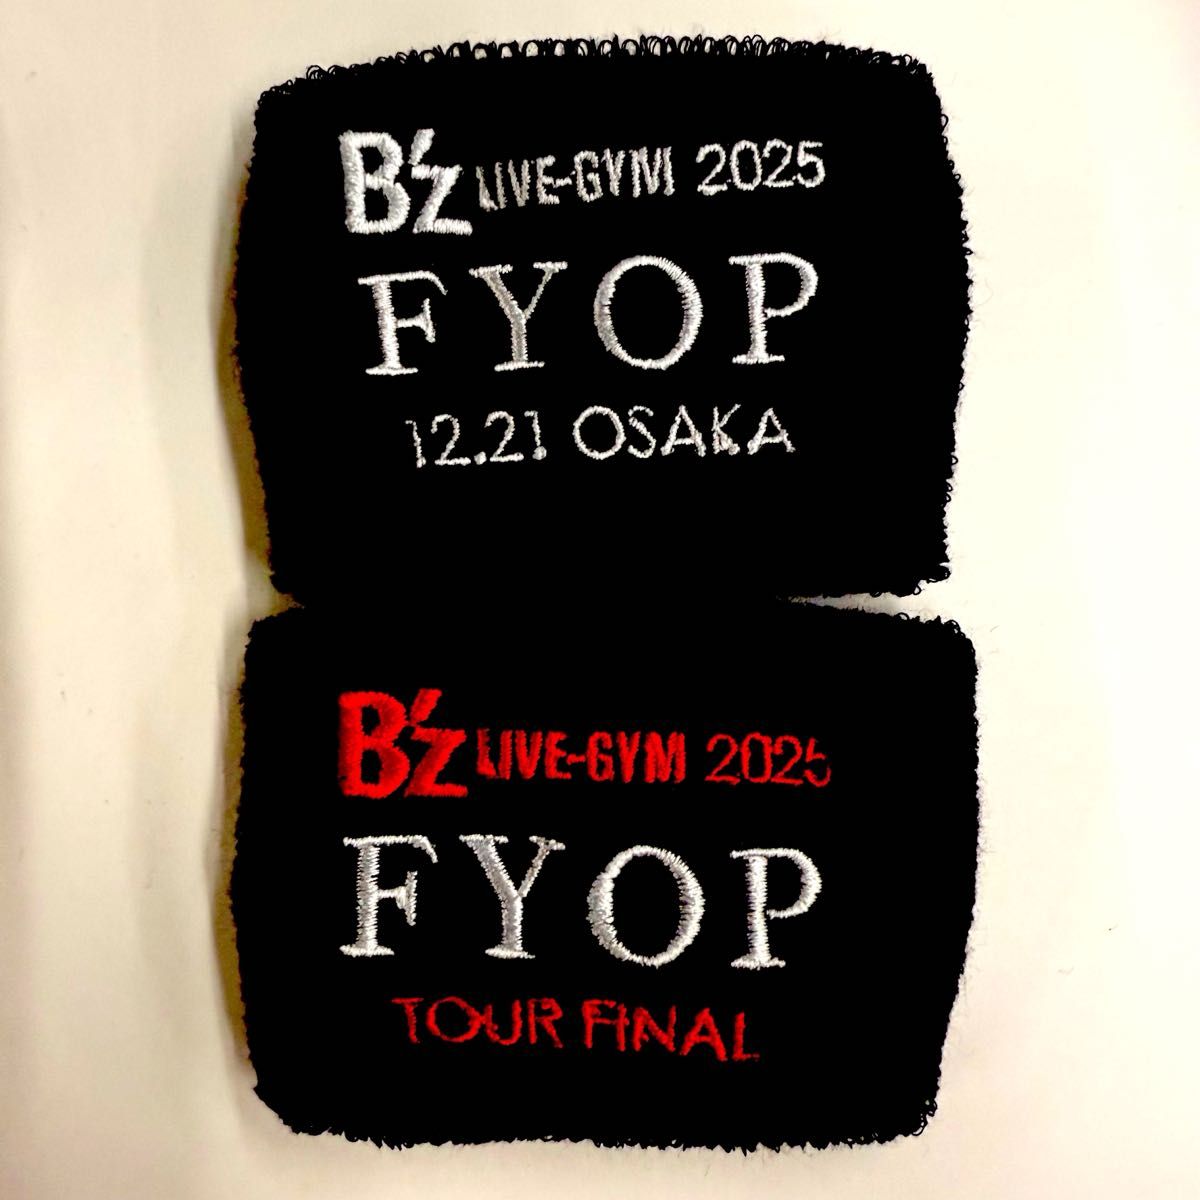 B'z LIVE-GYM 2025
FYOP
12.21 OSAKA
B'z LIVE-GYM 2025
FYOP
TOUR FINAL